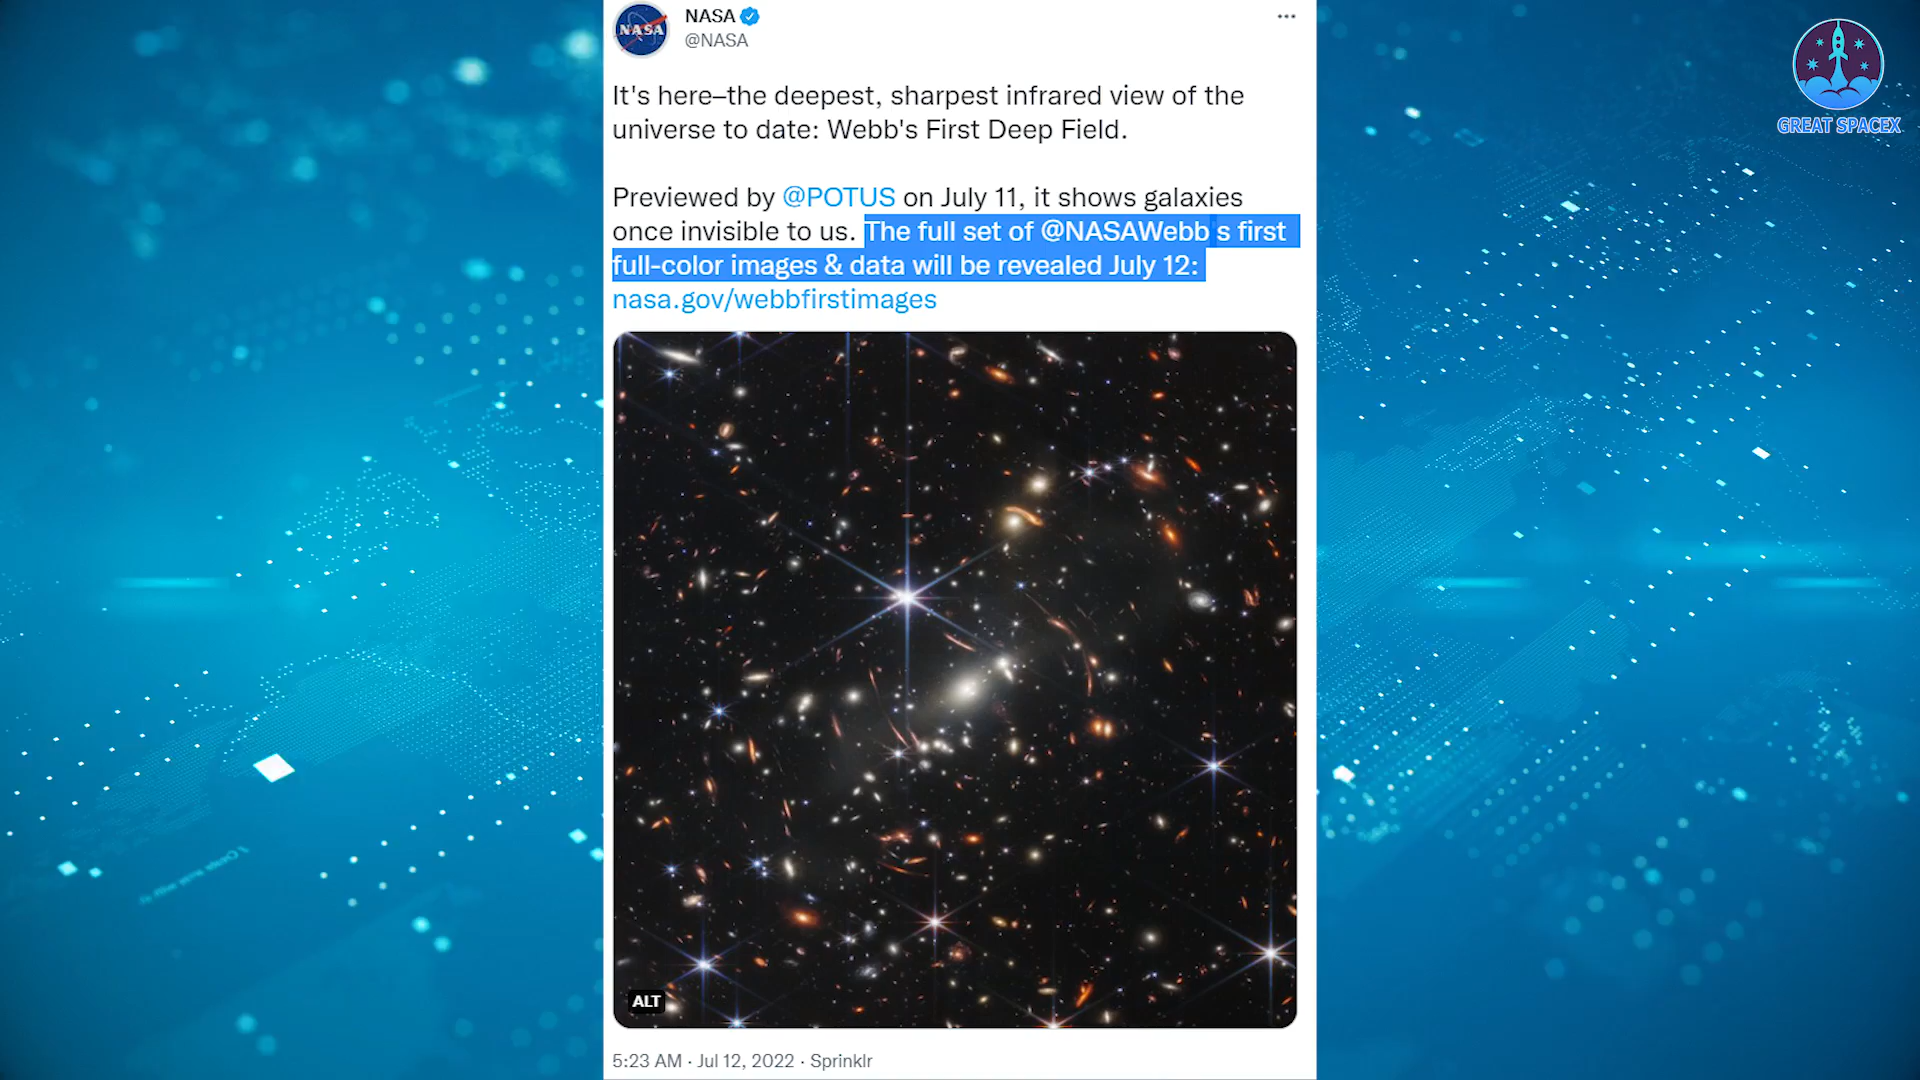 NASA
@NASA
NASA
GREAT SPACEX
It's here–the deepest, sharpest infrared view of the
universe to date: Webb's First Deep Field.
Previewed by @POTUS on July 11, it shows galaxies
once invisible to us. The full set of @NASAWebb's first
full-color images & data will be revealed July 12:
nasa.gov/webbfirstimages
ALT
5:23 AM · Jul 12, 2022 · Sprinklr